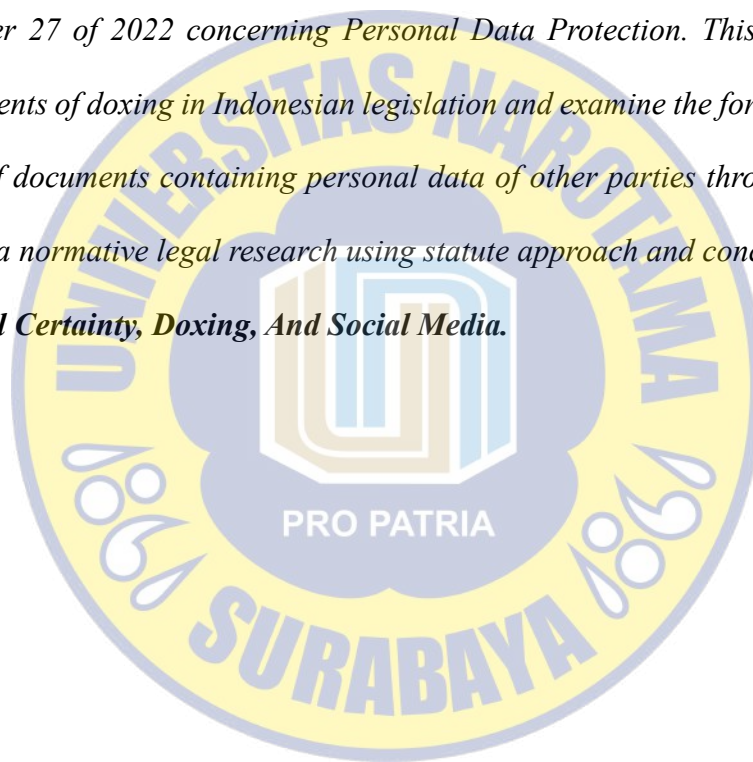 er 27 of 2022 concerning Personal Data Protection. This
ents of doxing in Indonesian legislation and examine the for
f documents containing personal data of other parties thro
a normative legal research using statute approach and conc
l Certainty, Doxing, And Social Media.
UNIVERSITAS NAROTAMA
PRO PATRIA
SURABAYA